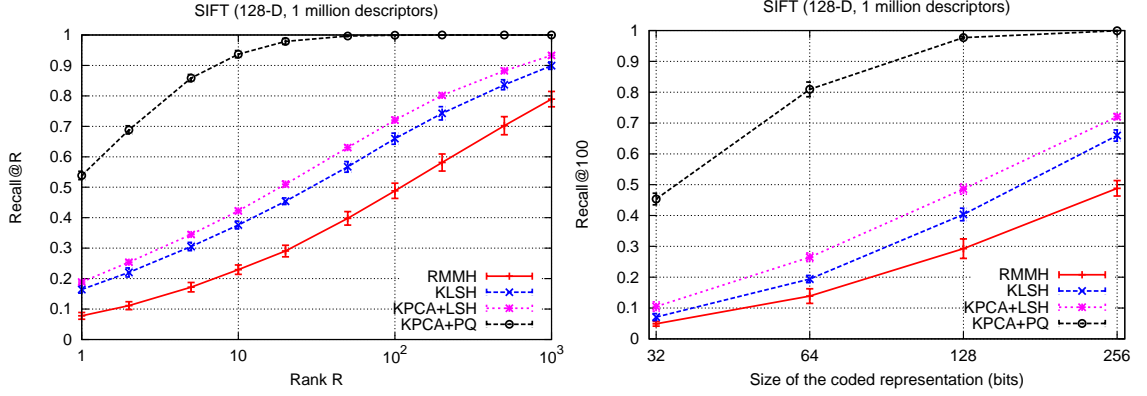 SIFT (128-D, 1 million descriptors)
1
0.9
0.8
0.7
0.6
0.5
0.4
0.3
0.2
0.1
0
Recall@R
RMMH
KLSH
KPCA+LSH
KPCA+PQ
1 10 10² 10³
Rank R
SIFT (128-D, 1 million descriptors)
1
0.9
0.8
0.7
0.6
0.5
0.4
0.3
0.2
0.1
0
Recall@100
RMMH
KLSH
KPCA+LSH
KPCA+PQ
32 64 128 256
Size of the coded representation (bits)